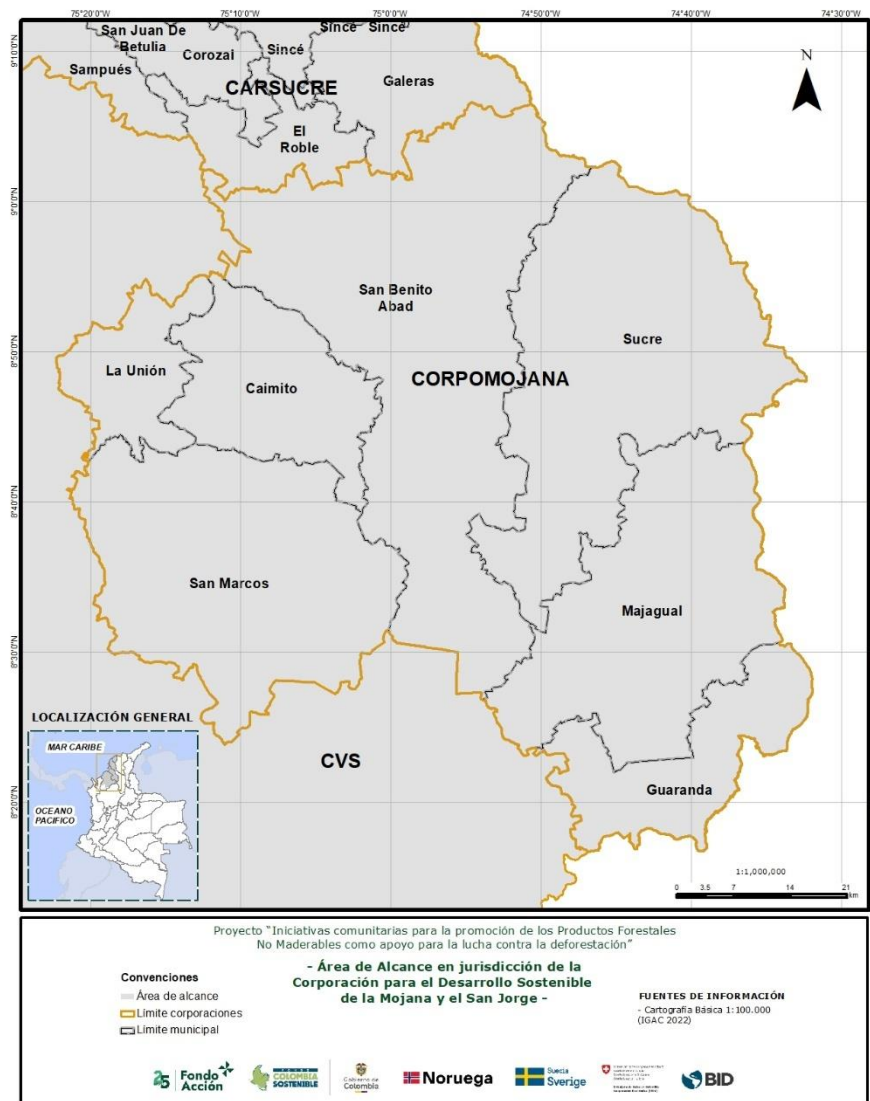 75°20'0"W
75°10'0"W
75°0'0"W
74°50'0"W
74°40'0"W
74°30'0"W
9°10'0"N
9°0'0"N
8°50'0"N
8°40'0"N
8°30'0"N
8°20'0"N
San Juan De
Betulia
Corozal
Sincé
Sincé
Sincé
Sampués
CARSUCRE
Galeras
El
Roble
N
San Benito
Abad
Sucre
La Unión
Caimito
CORPOMOJANA
San Marcos
Majagual
CVS
Guaranda
LOCALIZACIÓN GENERAL
MAR CARIBE
OCEANO
PACIFICO
1:1,000,000
0 3.5 7 14 21
km
Proyecto "Iniciativas comunitarias para la promoción de los Productos Forestales
No Maderables como apoyo para la lucha contra la deforestación"
- Área de Alcance en jurisdicción de la
Corporación para el Desarrollo Sostenible
de la Mojana y el San Jorge -
Convenciones
Área de alcance
Límite corporaciones
Límite municipal
FUENTES DE INFORMACIÓN
- Cartografía Básica 1:100.000
(IGAC 2022)
25 Fondo
Acción
COLOMBIA
SOSTENIBLE
Gobierno de
Colombia
Noruega
Suecia
Sverige
BID